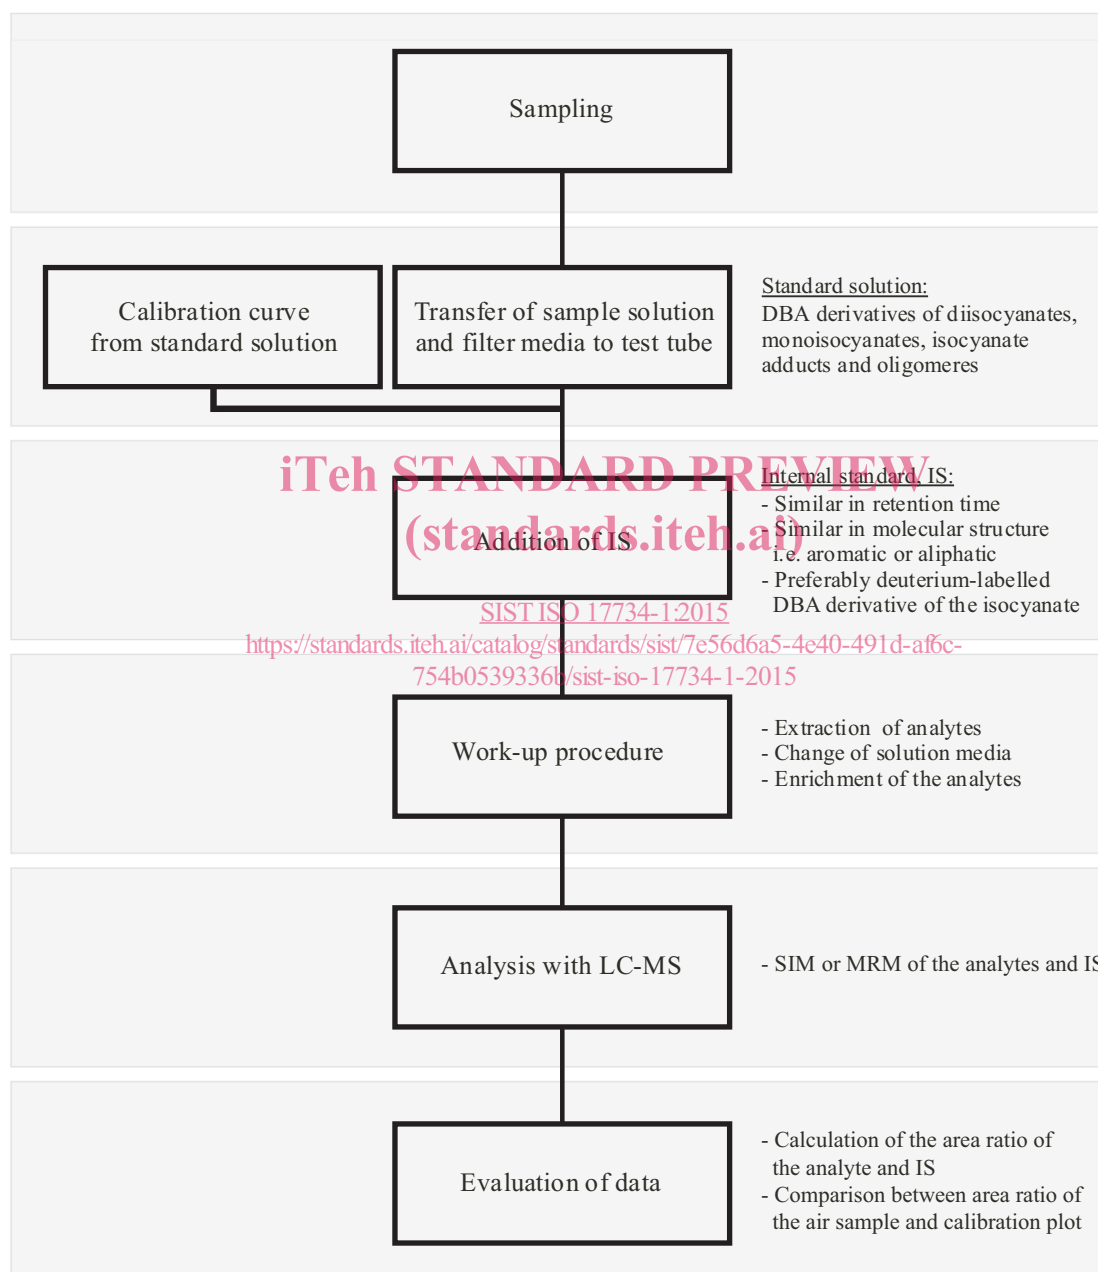 Sampling
Calibration curve
from standard solution
Transfer of sample solution
and filter media to test tube
Standard solution:
DBA derivatives of diisocyanates,
monoisocyanates, isocyanate
adducts and oligomeres
iTeh STANDARD PREVIEW
(standards.iteh.ai)
Addition of IS
Internal standard, IS:
- Similar in retention time
- Similar in molecular structure
i.e. aromatic or aliphatic
- Preferably deuterium-labelled
DBA derivative of the isocyanate
SIST ISO 17734-1:2015
https://standards.iteh.ai/catalog/standards/sist/7e56d6a5-4e40-491d-af6c-
754b0539336b/sist-iso-17734-1-2015
Work-up procedure
- Extraction of analytes
- Change of solution media
- Enrichment of the analytes
Analysis with LC-MS
- SIM or MRM of the analytes and IS
Evaluation of data
- Calculation of the area ratio of
the analyte and IS
- Comparison between area ratio of
the air sample and calibration plot